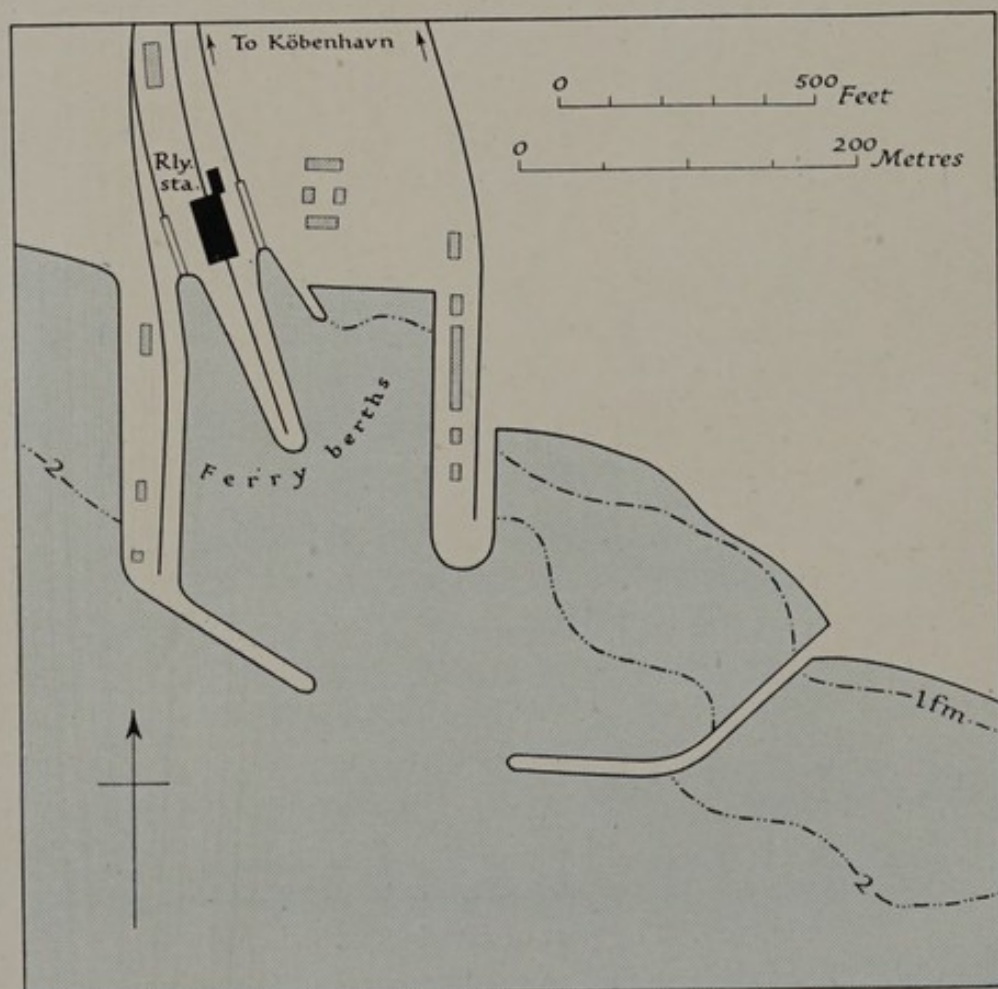 To Köbenhavn
0 500 Feet
0 200 Metres
Rly.
sta.
Ferry berths
2
1fm
2